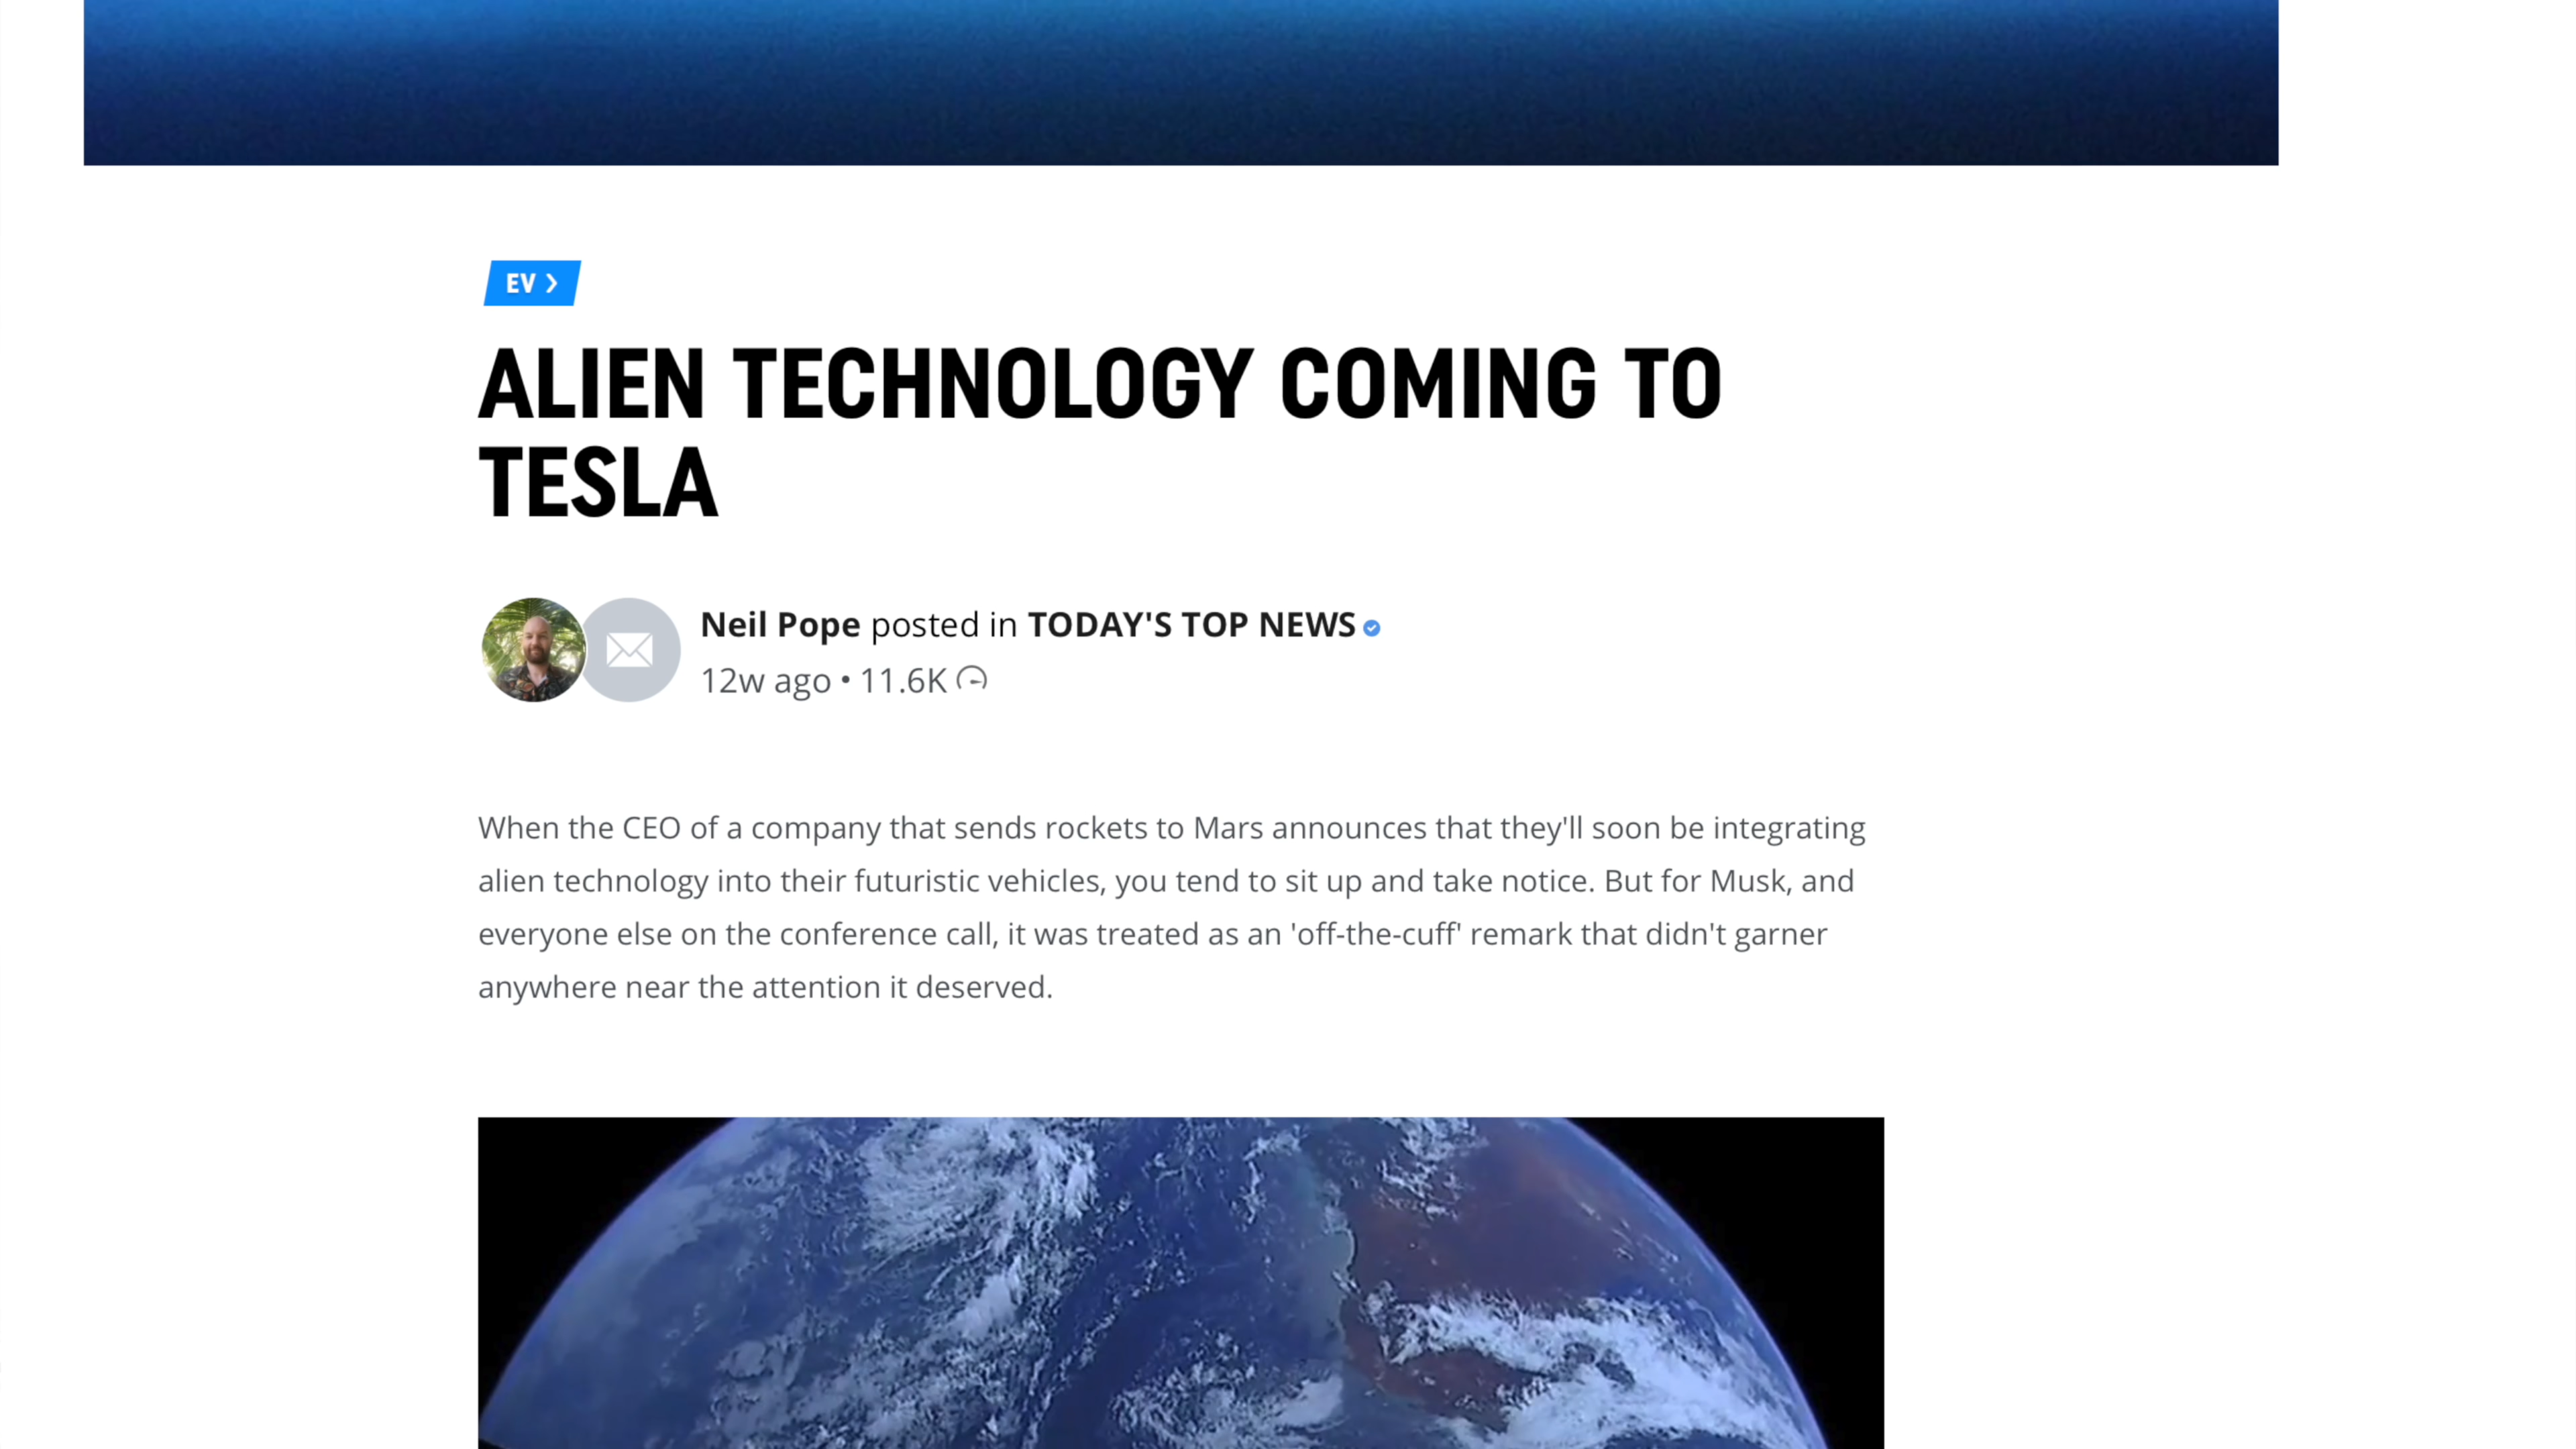 EV >
ALIEN TECHNOLOGY COMING TO
TESLA
Neil Pope posted in TODAY'S TOP NEWS
12w ago • 11.6K
When the CEO of a company that sends rockets to Mars announces that they'll soon be integrating
alien technology into their futuristic vehicles, you tend to sit up and take notice. But for Musk, and
everyone else on the conference call, it was treated as an 'off-the-cuff' remark that didn't garner
anywhere near the attention it deserved.